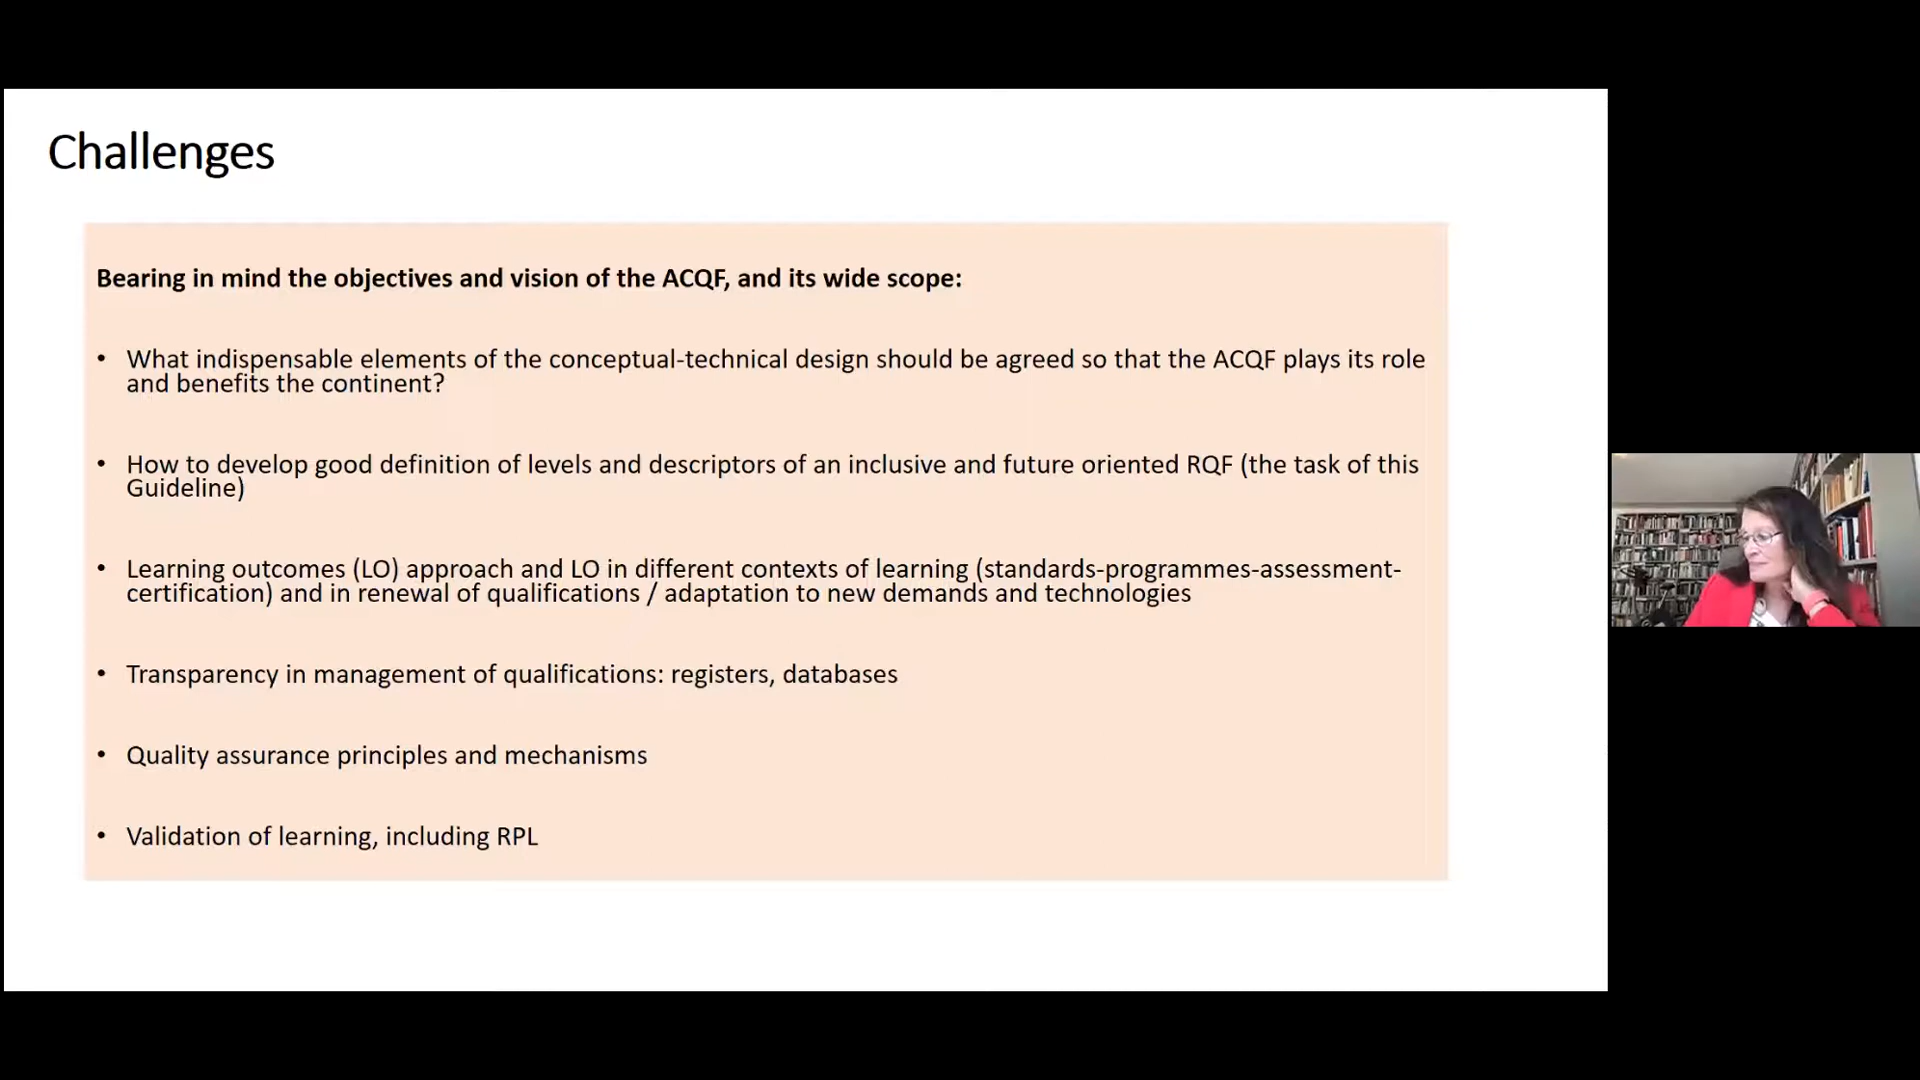 Challenges
Bearing in mind the objectives and vision of the ACQF, and its wide scope:
• What indispensable elements of the conceptual-technical design should be agreed so that the ACQF plays its role
and benefits the continent?
• How to develop good definition of levels and descriptors of an inclusive and future oriented RQF (the task of this
Guideline)
• Learning outcomes (LO) approach and LO in different contexts of learning (standards-programmes-assessment-
certification) and in renewal of qualifications / adaptation to new demands and technologies
• Transparency in management of qualifications: registers, databases
• Quality assurance principles and mechanisms
• Validation of learning, including RPL